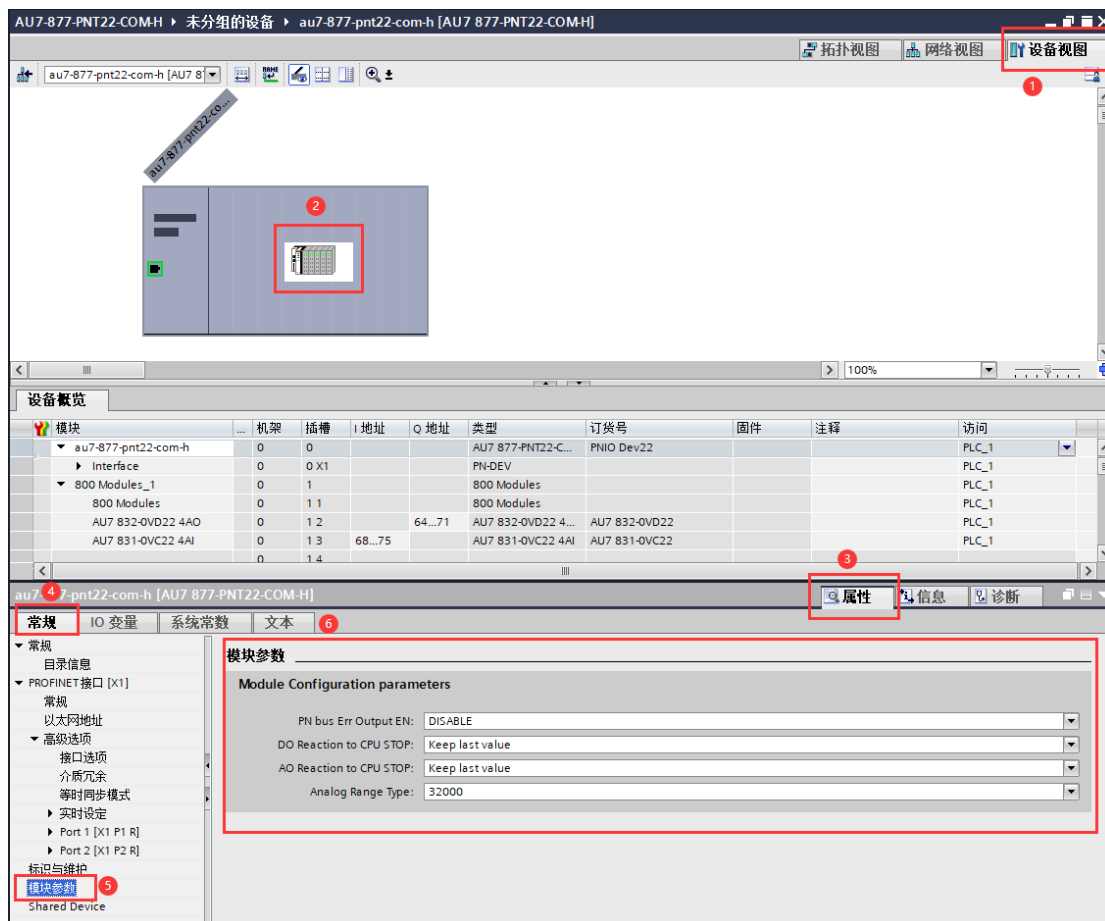 AU7-877-PNT22-COM-H ▸ 未分组的设备 ▸ au7-877-pnt22-com-h [AU7 877-PNT22-COM-H]
拓扑视图 网络视图 设备视图
1
au7-877-pnt22-com-h [AU7 8
au7-877-pnt22-co...
2
100%
设备概览
模块 ... 机架 插槽 I 地址 Q 地址 类型 订货号 固件 注释 访问
au7-877-pnt22-com-h 0 0 AU7 877-PNT22-C... PNIO Dev22 PLC_1
Interface 0 0 X1 PN-DEV PLC_1
800 Modules_1 0 1 800 Modules PLC_1
800 Modules 0 1 1 800 Modules PLC_1
AU7 832-0VD22 4AO 0 1 2 64...71 AU7 832-0VD22 4... AU7 832-0VD22 PLC_1
AU7 831-0VC22 4AI 0 1 3 68...75 AU7 831-0VC22 4AI AU7 831-0VC22 PLC_1
0 1 4
3
au7-877-pnt22-com-h [AU7 877-PNT22-COM-H]
4
属性 信息 诊断
常规 IO 变量 系统常数 文本
6
常规
目录信息
PROFINET接口 [X1]
常规
以太网地址
高级选项
接口选项
介质冗余
等时同步模式
实时设定
Port 1 [X1 P1 R]
Port 2 [X1 P2 R]
标识与维护
模块参数
5
Shared Device
模块参数
Module Configuration parameters
PN bus Err Output EN: DISABLE
DO Reaction to CPU STOP: Keep last value
AO Reaction to CPU STOP: Keep last value
Analog Range Type: 32000